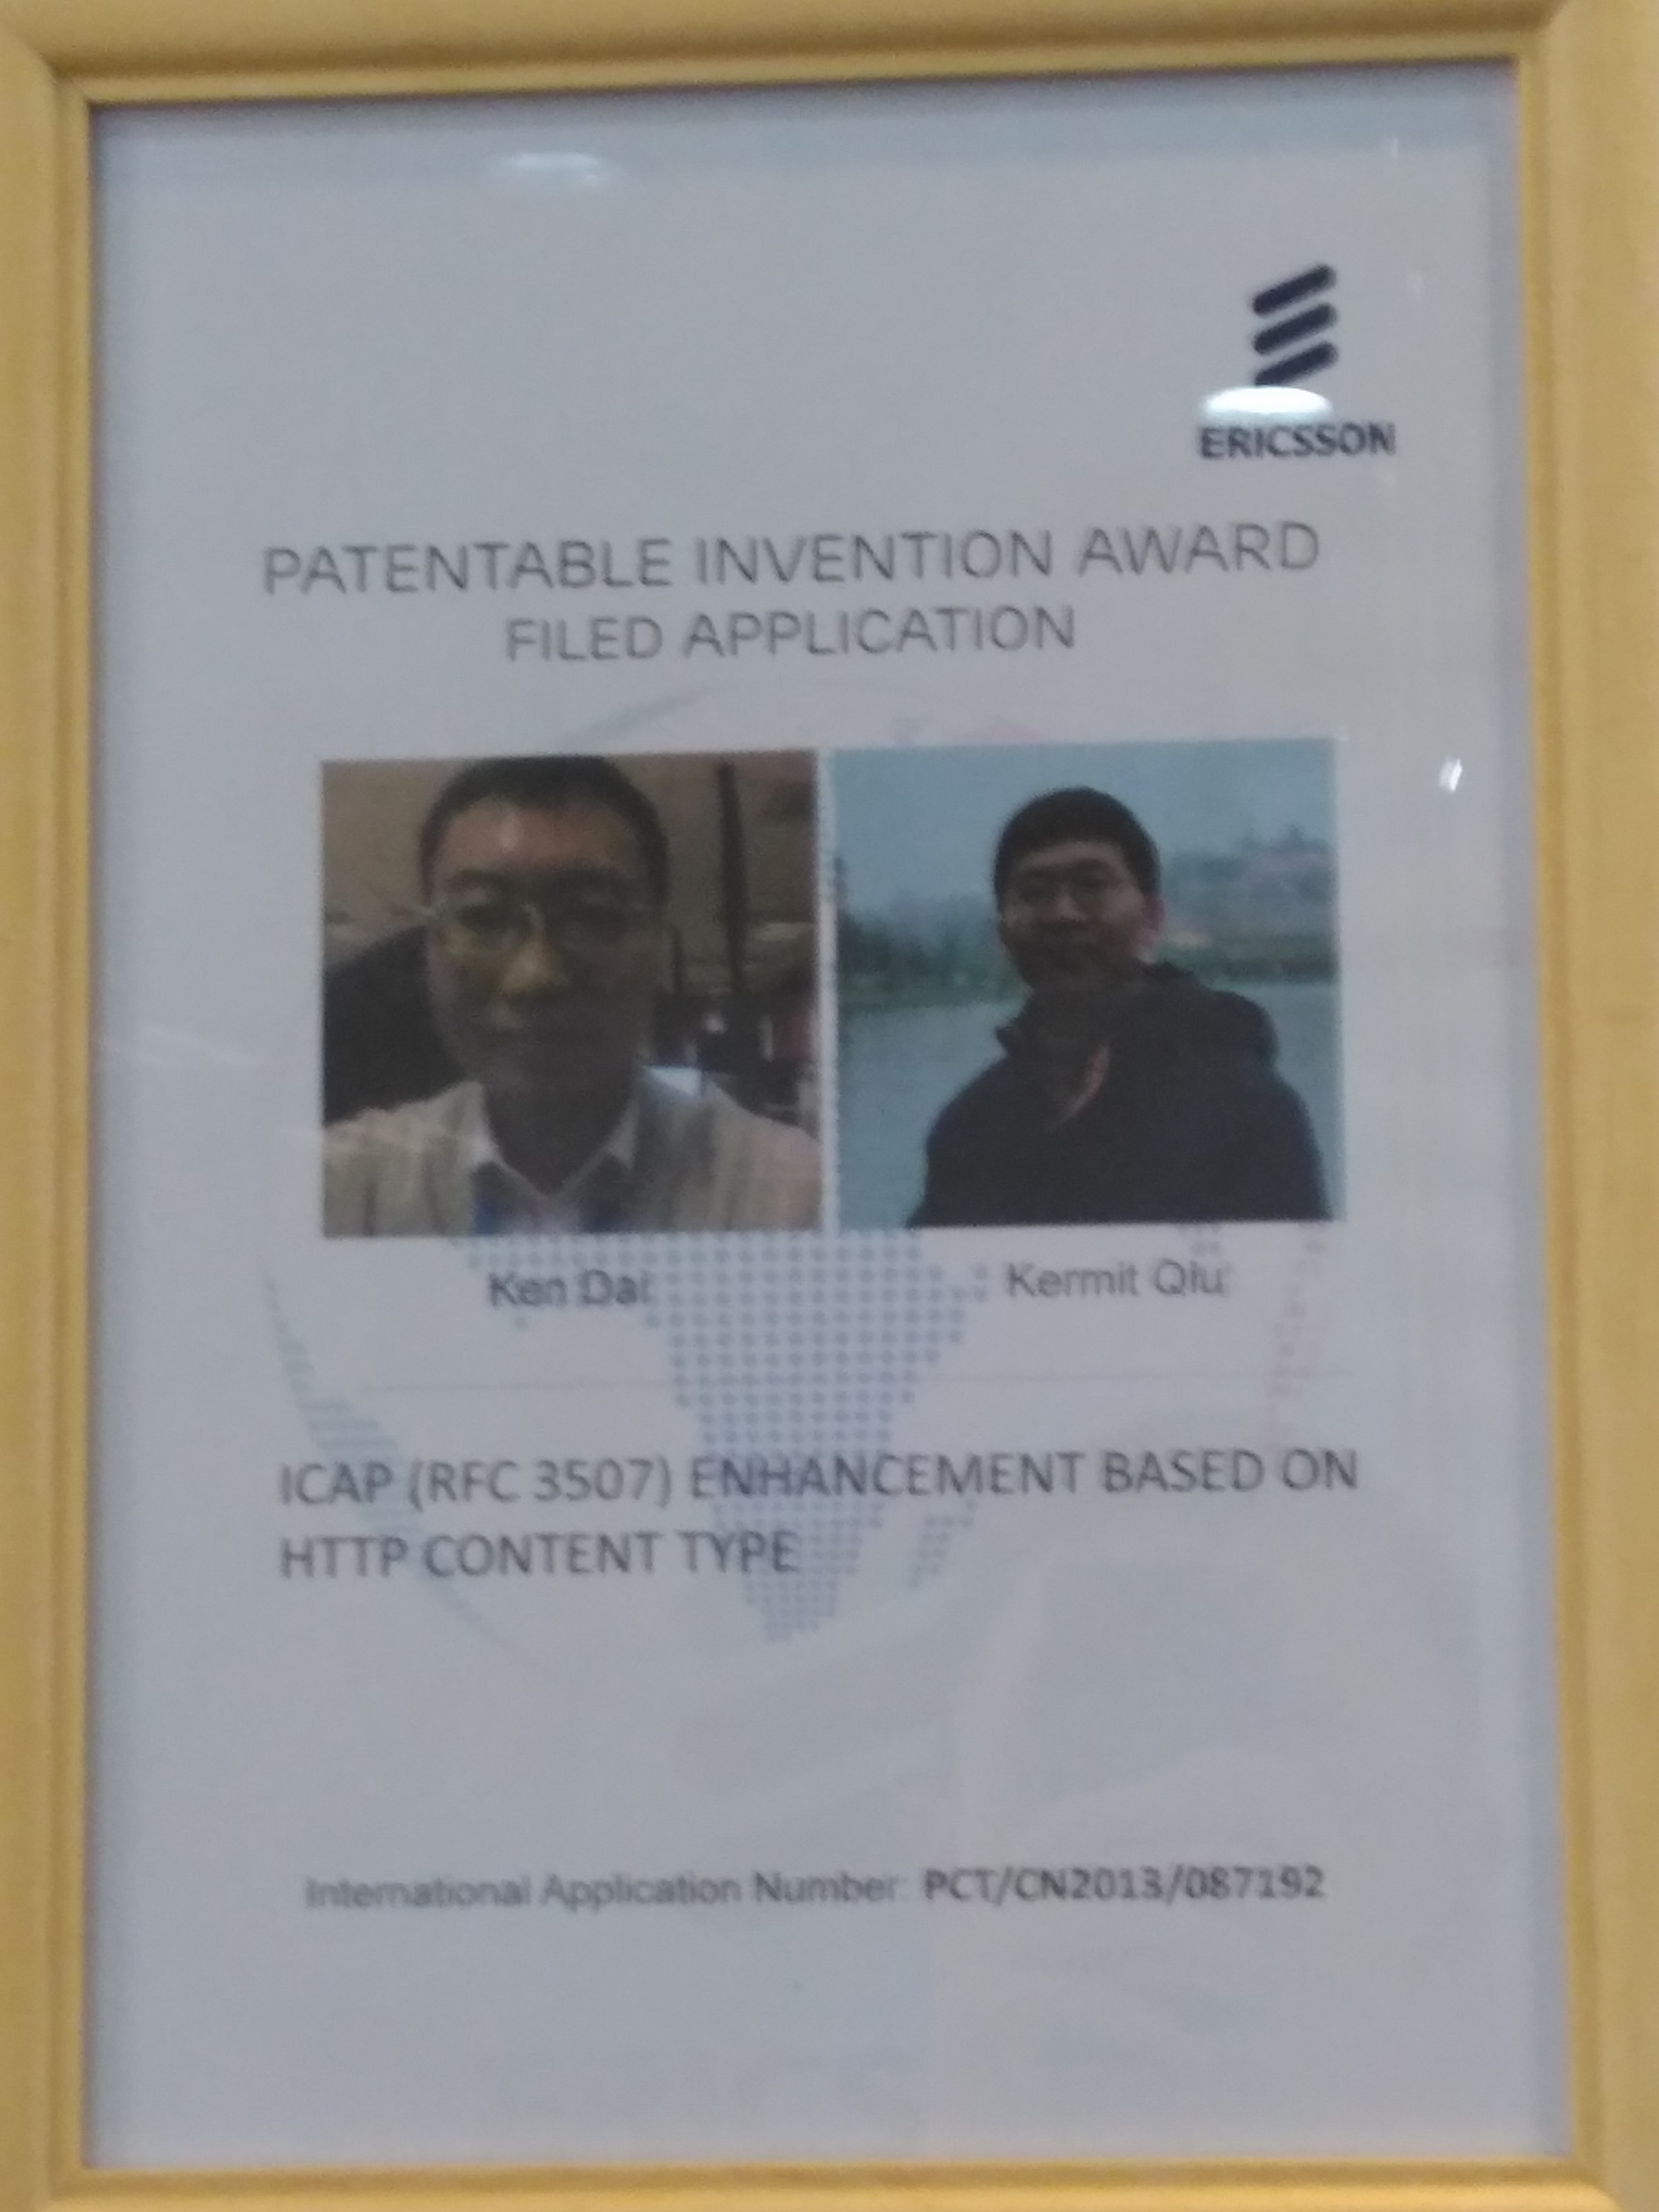 ERICSSON
PATENTABLE INVENTION AWARD
FILED APPLICATION
Ken Dai
Kermit Qiu
ICAP (RFC 3507) ENHANCEMENT BASED ON
HTTP CONTENT TYPE
International Application Number: PCT/CN2013/087192